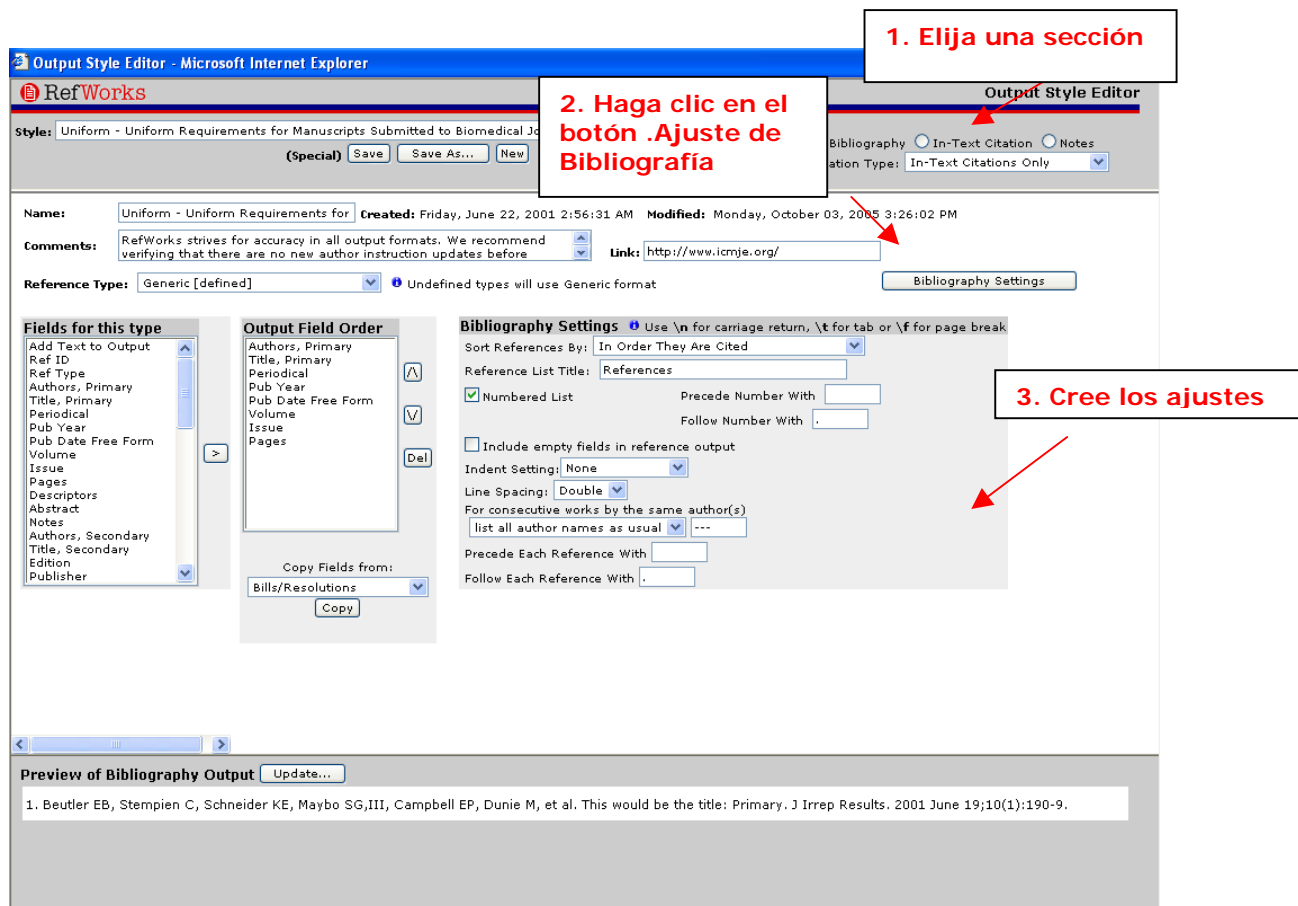 1. Elija una sección
Output Style Editor - Microsoft Internet Explorer
RefWorks
Output Style Editor
2. Haga clic en el
botón .Ajuste de
Bibliografía
Style: Uniform - Uniform Requirements for Manuscripts Submitted to Biomedical
Bibliography In-Text Citation Notes
(Special) Save Save As... New
Type: In-Text Citations Only
Name: Uniform - Uniform Requirements for Created: Friday, June 22, 2001 2:56:31 AM Modified: Monday, October 03, 2005 3:26:02 PM
Comments: RefWorks strives for accuracy in all output formats. We recommend
verifying that there are no new author instruction updates before
Link: http://www.icmje.org/
Reference Type: Generic [defined] Undefined types will use Generic format
Bibliography Settings
Fields for this type
Add Text to Output
Ref ID
Ref Type
Authors, Primary
Title, Primary
Periodical
Pub Year
Pub Date Free Form
Volume
Issue
Pages
Descriptors
Abstract
Notes
Authors, Secondary
Title, Secondary
Edition
Publisher
>
Output Field Order
Authors, Primary
Title, Primary
Periodical
Pub Year
Pub Date Free Form
Volume
Issue
Pages
/\
\/
Del
Copy Fields from:
Bills/Resolutions
Copy
Bibliography Settings Use \n for carriage return, \t for tab or \f for page break
Sort References By: In Order They Are Cited
Reference List Title: References
Numbered List Precede Number With
Follow Number With .
Include empty fields in reference output
Indent Setting: None
Line Spacing: Double
For consecutive works by the same author(s)
list all author names as usual ---
Precede Each Reference With
Follow Each Reference With .
3. Cree los ajustes
Preview of Bibliography Output Update...
1. Beutler EB, Stempien C, Schneider KE, Maybo SG,III, Campbell EP, Dunie M, et al. This would be the title: Primary. J Irrep Results. 2001 June 19;10(1):190-9.